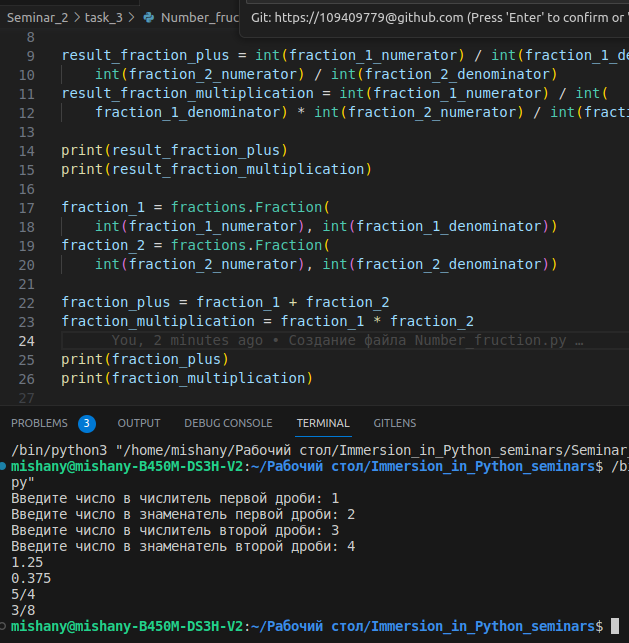 Seminar_2 > task_3 > Number_fruc
Git: https://109409779@github.com (Press 'Enter' to confirm or '
8
9 result_fraction_plus = int(fraction_1_numerator) / int(fraction_1_de
10 int(fraction_2_numerator) / int(fraction_2_denominator)
11 result_fraction_multiplication = int(fraction_1_numerator) / int(
12 fraction_1_denominator) * int(fraction_2_numerator) / int(fracti
13
14 print(result_fraction_plus)
15 print(result_fraction_multiplication)
16
17 fraction_1 = fractions.Fraction(
18 int(fraction_1_numerator), int(fraction_1_denominator))
19 fraction_2 = fractions.Fraction(
20 int(fraction_2_numerator), int(fraction_2_denominator))
21
22 fraction_plus = fraction_1 + fraction_2
23 fraction_multiplication = fraction_1 * fraction_2
24 You, 2 minutes ago • Создание файла Number_fruction.py …
25 print(fraction_plus)
26 print(fraction_multiplication)
27
PROBLEMS 3 OUTPUT DEBUG CONSOLE TERMINAL GITLENS
/bin/python3 "/home/mishany/Рабочий стол/Immersion_in_Python_seminars/Seminar_
mishany@mishany-B450M-DS3H-V2:~/Рабочий стол/Immersion_in_Python_seminars$ /bi
py"
Введите число в числитель первой дроби: 1
Введите число в знаменатель первой дроби: 2
Введите число в числитель второй дроби: 3
Введите число в знаменатель второй дроби: 4
1.25
0.375
5/4
3/8
mishany@mishany-B450M-DS3H-V2:~/Рабочий стол/Immersion_in_Python_seminars$